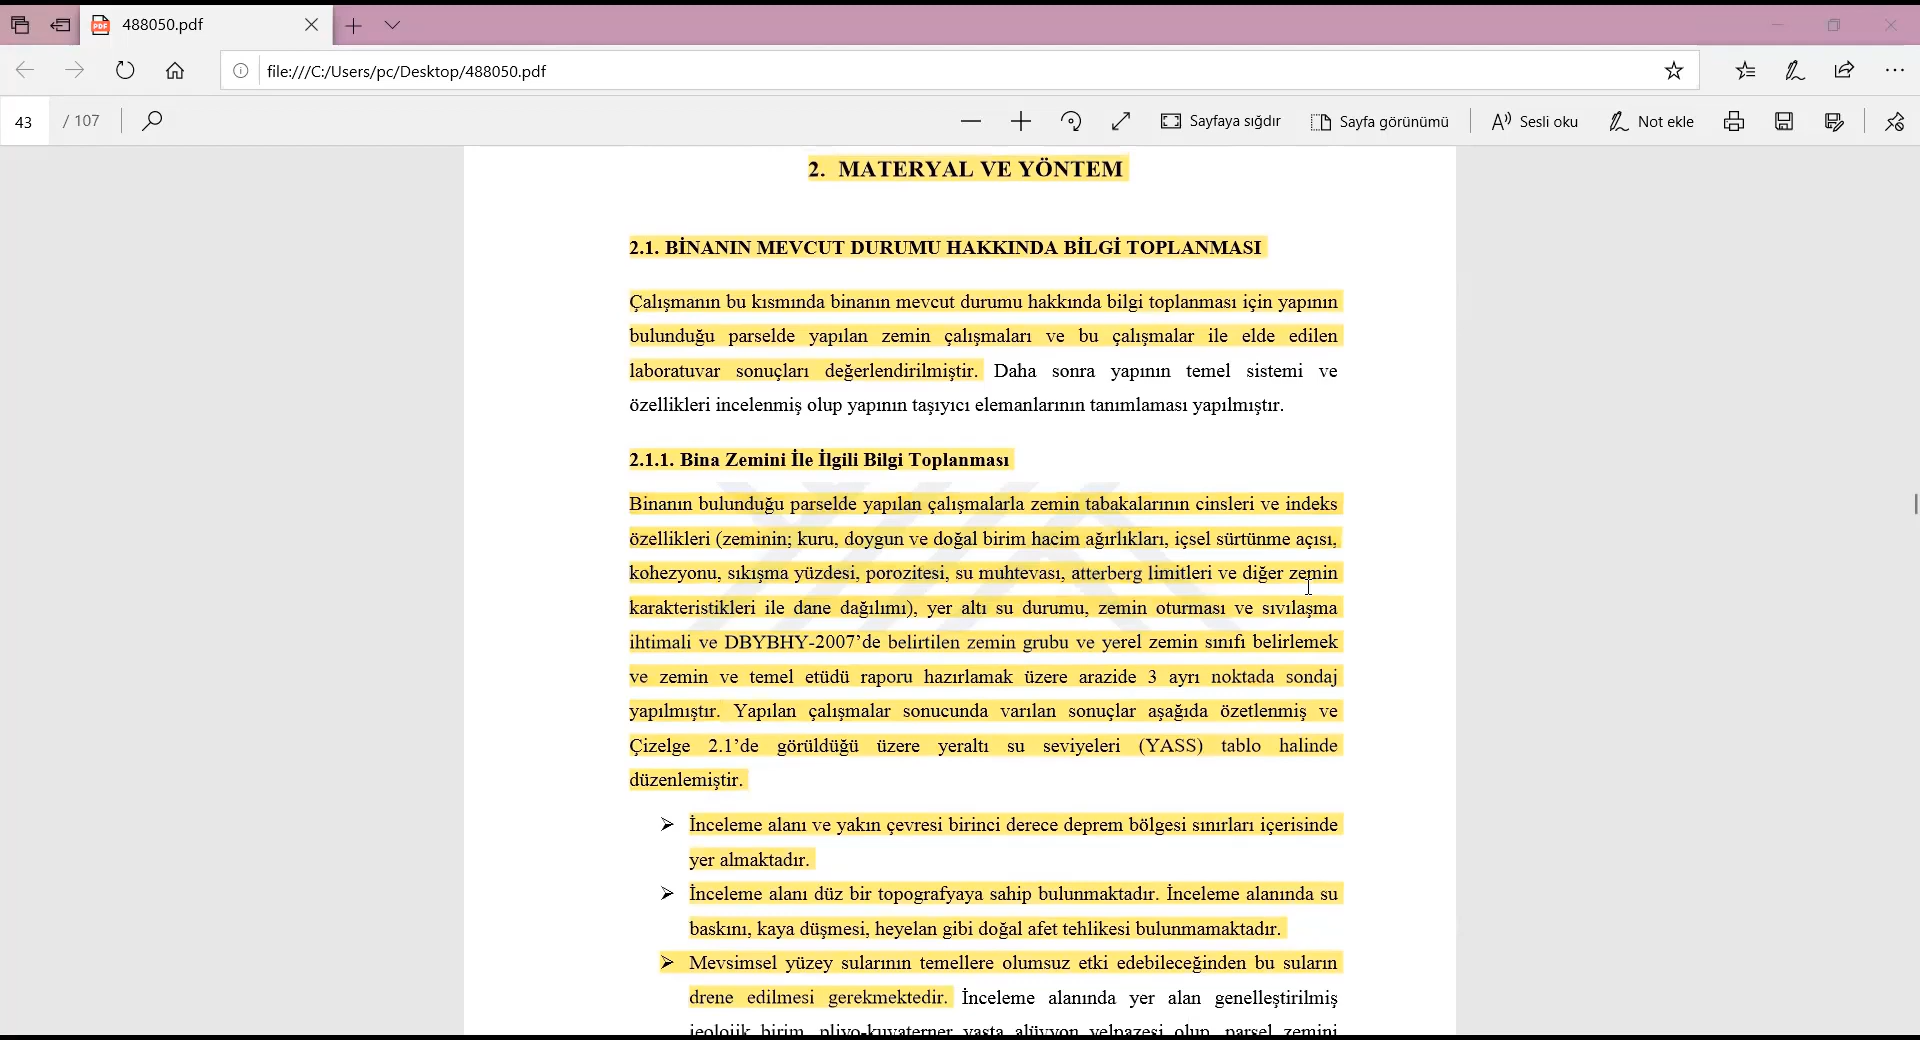 488050.pdf
file:///C:/Users/pc/Desktop/488050.pdf
43 / 107 Sayfaya sığdır Sayfa görünümü Sesli oku Not ekle
2. MATERYAL VE YÖNTEM
2.1. BİNANIN MEVCUT DURUMU HAKKINDA BİLGİ TOPLANMASI
Çalışmanın bu kısmında binanın mevcut durumu hakkında bilgi toplanması için yapının
bulunduğu parselde yapılan zemin çalışmaları ve bu çalışmalar ile elde edilen
laboratuvar sonuçları değerlendirilmiştir. Daha sonra yapının temel sistemi ve
özellikleri incelenmiş olup yapının taşıyıcı elemanlarının tanımlaması yapılmıştır.
2.1.1. Bina Zemini İle İlgili Bilgi Toplanması
Binanın bulunduğu parselde yapılan çalışmalarla zemin tabakalarının cinsleri ve indeks
özellikleri (zeminin; kuru, doygun ve doğal birim hacim ağırlıkları, içsel sürtünme açısı,
kohezyonu, sıkışma yüzdesi, porozitesi, su muhtevası, atterberg limitleri ve diğer zemin
karakteristikleri ile dane dağılımı), yer altı su durumu, zemin oturması ve sıvılaşma
ihtimali ve DBYBHY-2007’de belirtilen zemin grubu ve yerel zemin sınıfı belirlemek
ve zemin ve temel etüdü raporu hazırlamak üzere arazide 3 ayrı noktada sondaj
yapılmıştır. Yapılan çalışmalar sonucunda varılan sonuçlar aşağıda özetlenmiş ve
Çizelge 2.1’de görüldüğü üzere yeraltı su seviyeleri (YASS) tablo halinde
düzenlemiştir.
➢ İnceleme alanı ve yakın çevresi birinci derece deprem bölgesi sınırları içerisinde
yer almaktadır.
➢ İnceleme alanı düz bir topografyaya sahip bulunmaktadır. İnceleme alanında su
baskını, kaya düşmesi, heyelan gibi doğal afet tehlikesi bulunmamaktadır.
➢ Mevsimsel yüzey sularının temellere olumsuz etki edebileceğinden bu suların
drene edilmesi gerekmektedir. İnceleme alanında yer alan genelleştirilmiş
jeolojik birim, pliyo-kuvaterner yaşta alüvyon yelpazesi olup, parsel zemini